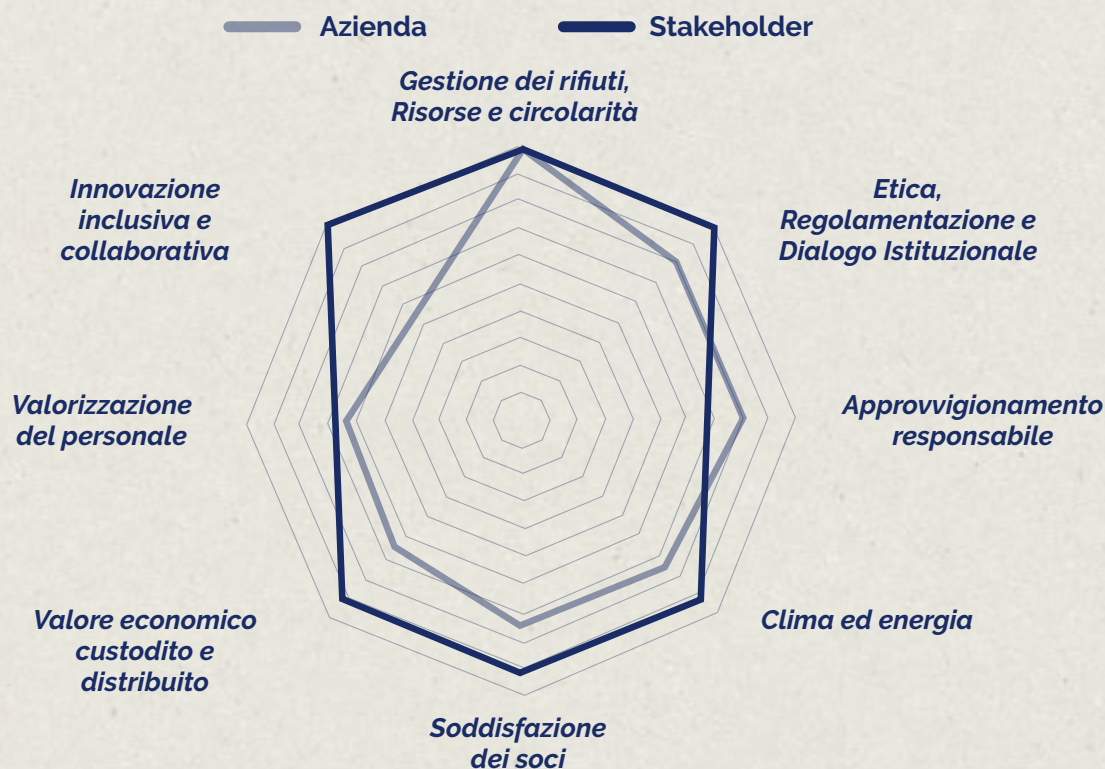 Azienda
Stakeholder
Gestione dei rifiuti,
Risorse e circolarità
Innovazione
inclusiva e
collaborativa
Etica,
Regolamentazione e
Dialogo Istituzionale
Valorizzazione
del personale
Approvvigionamento
responsabile
Valore economico
custodito e
distribuito
Clima ed energia
Soddisfazione
dei soci